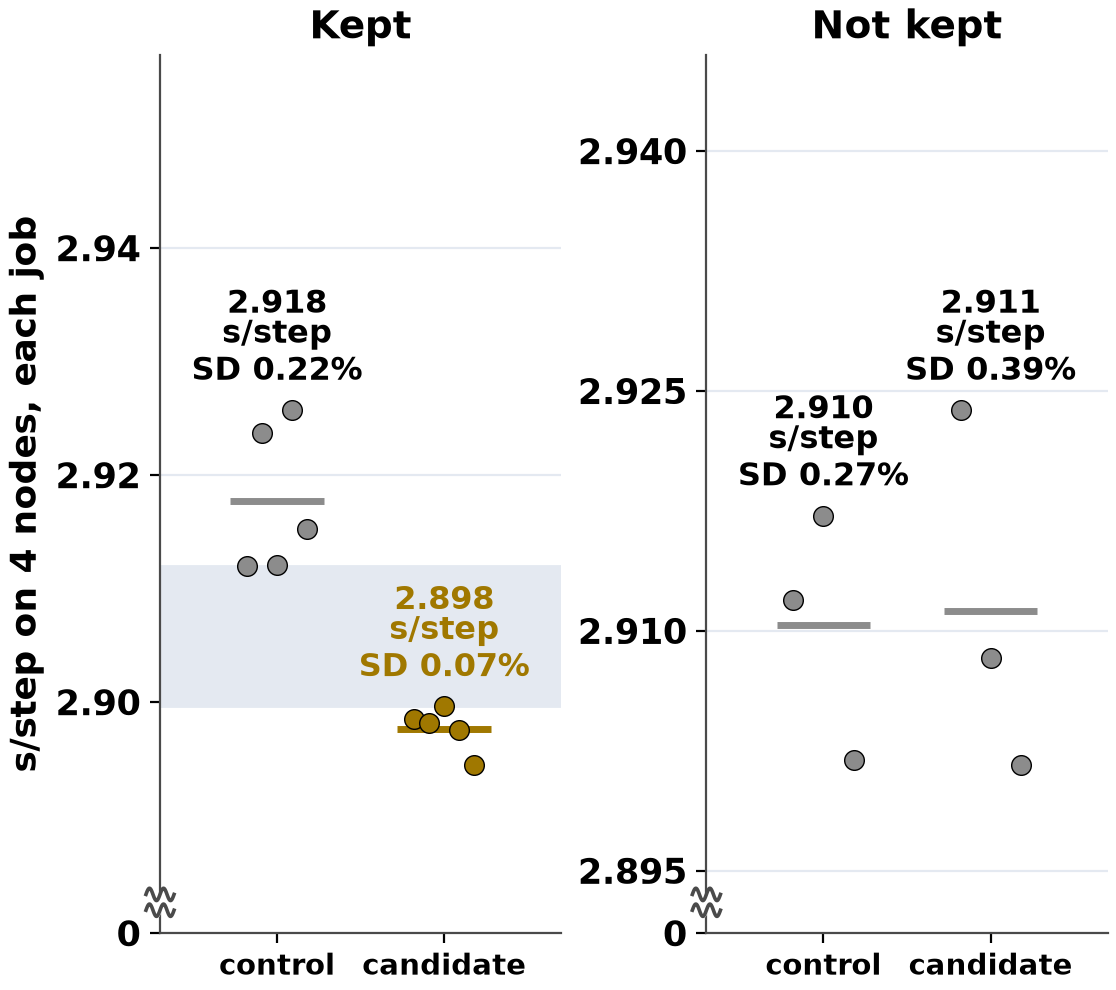 Kept
s/step on 4 nodes, each job
2.94
2.92
2.90
0
2.918
s/step
SD 0.22%
2.898
s/step
SD 0.07%
control
candidate
Not kept
2.940
2.925
2.910
2.895
0
2.910
s/step
SD 0.27%
2.911
s/step
SD 0.39%
control
candidate